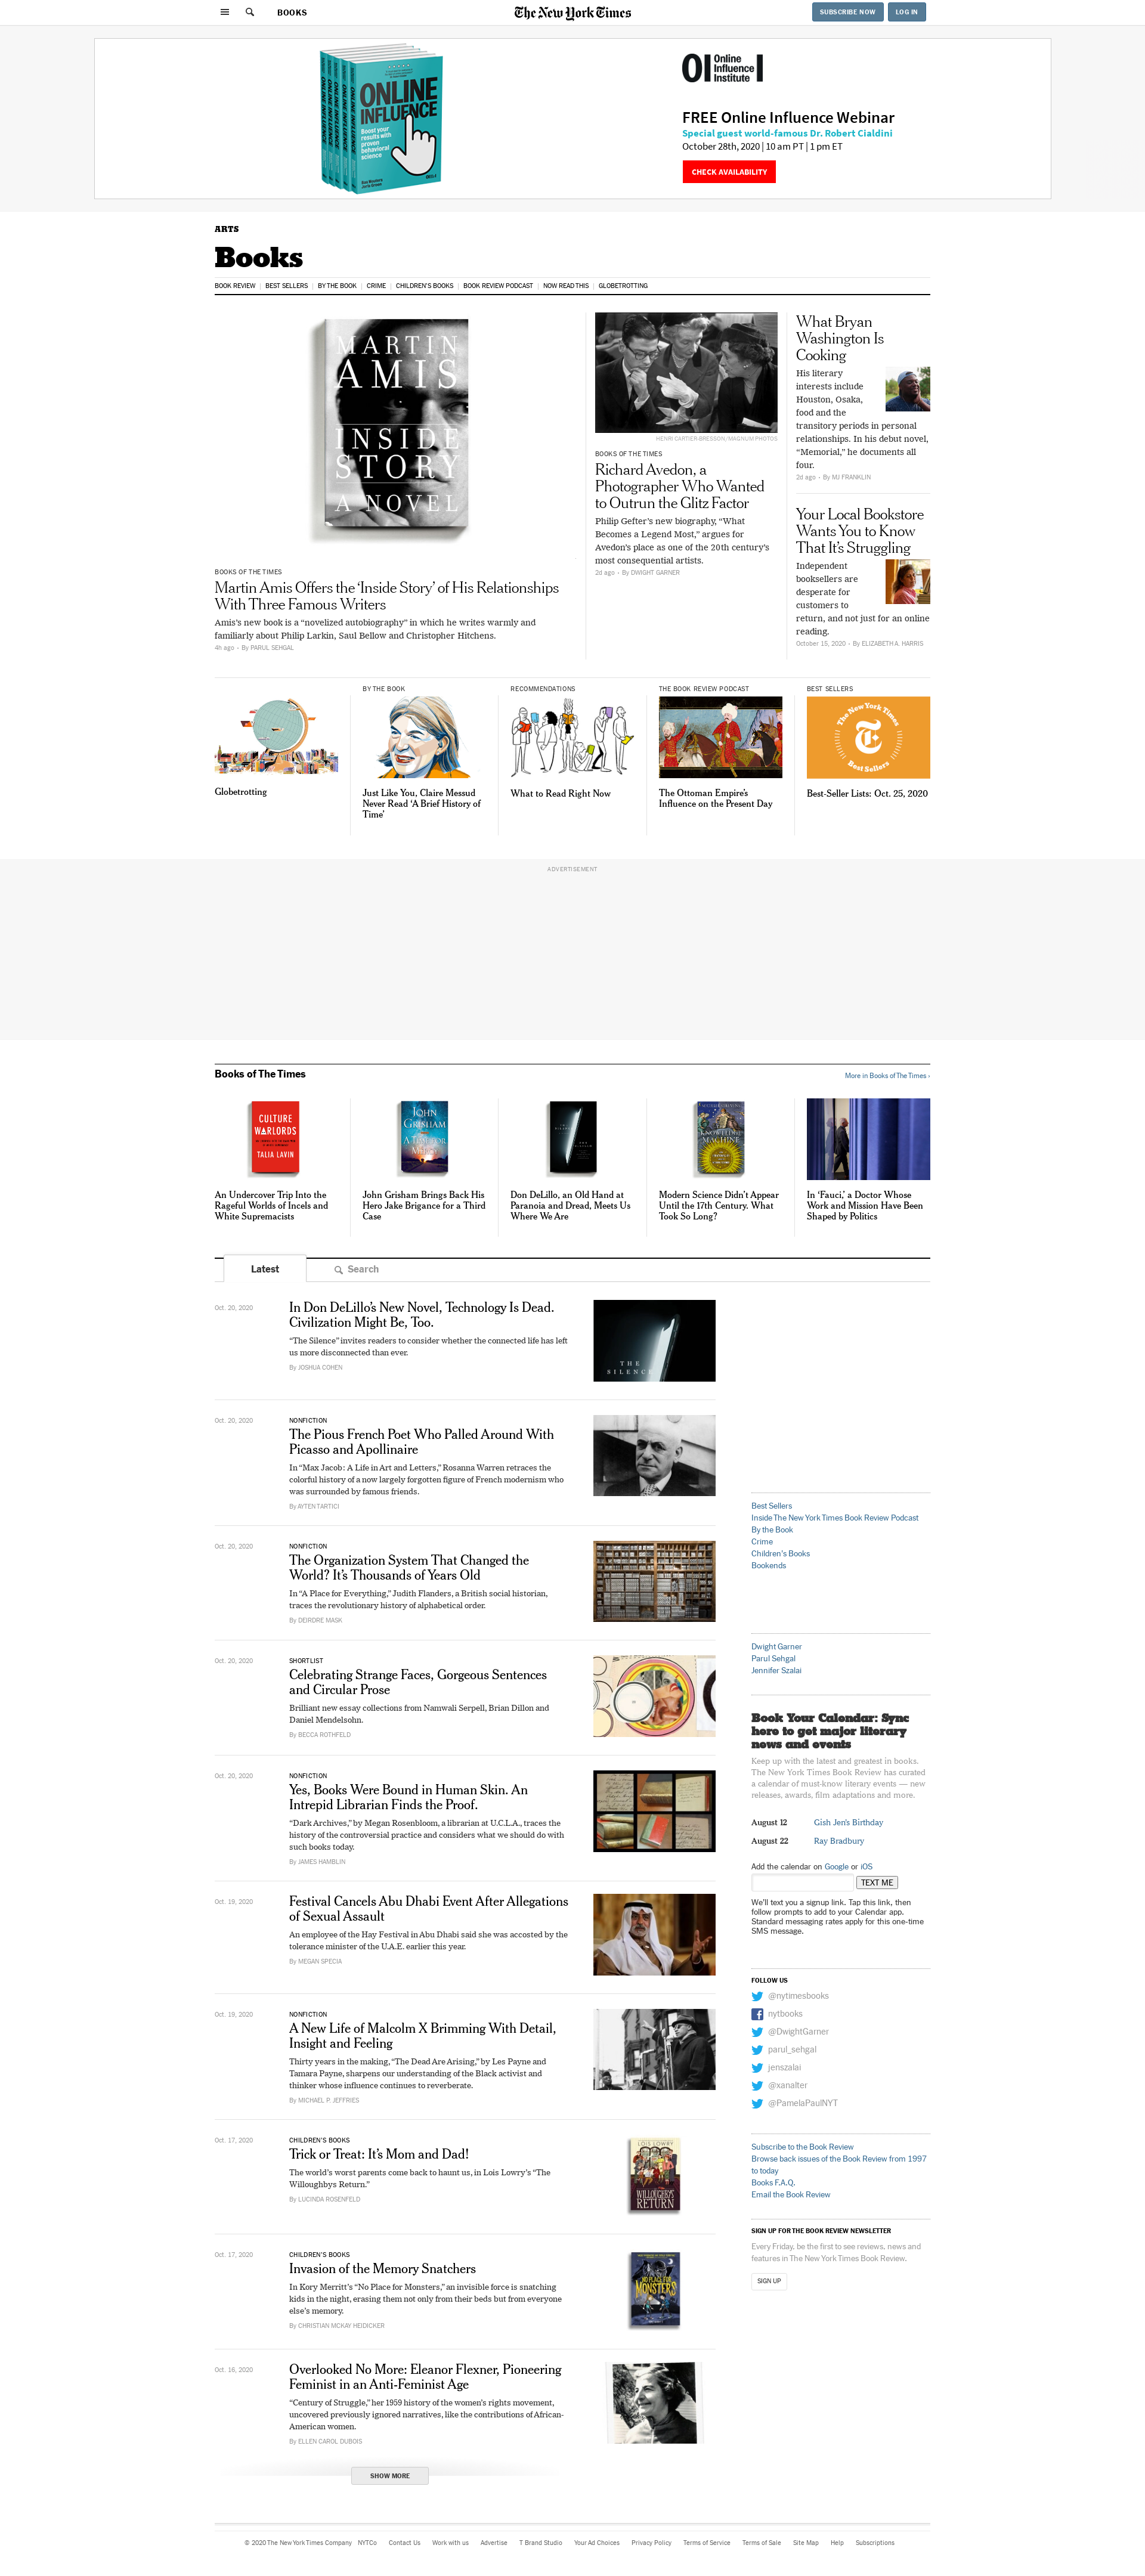 BOOKS
The New York Times
SUBSCRIBE NOW
LOG IN
ONLINE
INFLUENCE
Boost your
results with
proven
behavioral
science
Online
Influence
Institute
FREE Online Influence Webinar
Special guest world-famous Dr. Robert Cialdini
October 28th, 2020 | 10 am PT | 1 pm ET
CHECK AVAILABILITY
ARTS
Books
BOOK REVIEW
BEST SELLERS
BY THE BOOK
CRIME
CHILDREN'S BOOKS
BOOK REVIEW PODCAST
NOW READ THIS
GLOBETROTTING
MARTIN
AMIS
INSIDE
STORY
A NOVEL
BOOKS OF THE TIMES
Martin Amis Offers the ‘Inside Story’ of His Relationships
With Three Famous Writers
Amis’s new book is a “novelized autobiography” in which he writes warmly and
familiarly about Philip Larkin, Saul Bellow and Christopher Hitchens.
4h ago • By PARUL SEHGAL
HENRI CARTIER-BRESSON/MAGNUM PHOTOS
BOOKS OF THE TIMES
Richard Avedon, a
Photographer Who Wanted
to Outrun the Glitz Factor
Philip Gefter’s new biography, “What
Becomes a Legend Most,” argues for
Avedon’s place as one of the 20th century’s
most consequential artists.
2d ago • By DWIGHT GARNER
What Bryan
Washington Is
Cooking
His literary
interests include
Houston, Osaka,
food and the
transitory periods in personal
relationships. In his debut novel,
“Memorial,” he documents all
four.
2d ago • By MJ FRANKLIN
Your Local Bookstore
Wants You to Know
That It’s Struggling
Independent
booksellers are
desperate for
customers to
return, and not just for an online
reading.
October 15, 2020 • By ELIZABETH A. HARRIS
Globetrotting
BY THE BOOK
Just Like You, Claire Messud
Never Read ‘A Brief History of
Time’
RECOMMENDATIONS
What to Read Right Now
THE BOOK REVIEW PODCAST
The Ottoman Empire’s
Influence on the Present Day
BEST SELLERS
The New York Times
Best Sellers
Best-Seller Lists: Oct. 25, 2020
ADVERTISEMENT
Books of The Times
More in Books of The Times ›
CULTURE
WARLORDS
TALIA LAVIN
An Undercover Trip Into the
Rageful Worlds of Incels and
White Supremacists
JOHN
GRISHAM
John Grisham Brings Back His
Hero Jake Brigance for a Third
Case
Don DeLillo, an Old Hand at
Paranoia and Dread, Meets Us
Where We Are
KNOWLEDGE
MACHINE
Modern Science Didn’t Appear
Until the 17th Century. What
Took So Long?
In ‘Fauci,’ a Doctor Whose
Work and Mission Have Been
Shaped by Politics
Latest
Search
Oct. 20, 2020
In Don DeLillo’s New Novel, Technology Is Dead.
Civilization Might Be, Too.
“The Silence” invites readers to consider whether the connected life has left
us more disconnected than ever.
By JOSHUA COHEN
THE
SILENCE
Oct. 20, 2020
NONFICTION
The Pious French Poet Who Palled Around With
Picasso and Apollinaire
In “Max Jacob: A Life in Art and Letters,” Rosanna Warren retraces the
colorful history of a now largely forgotten figure of French modernism who
was surrounded by famous friends.
By AYTEN TARTICI
Oct. 20, 2020
NONFICTION
The Organization System That Changed the
World? It’s Thousands of Years Old
In “A Place for Everything,” Judith Flanders, a British social historian,
traces the revolutionary history of alphabetical order.
By DEIRDRE MASK
Oct. 20, 2020
SHORTLIST
Celebrating Strange Faces, Gorgeous Sentences
and Circular Prose
Brilliant new essay collections from Namwali Serpell, Brian Dillon and
Daniel Mendelsohn.
By BECCA ROTHFELD
Oct. 20, 2020
NONFICTION
Yes, Books Were Bound in Human Skin. An
Intrepid Librarian Finds the Proof.
“Dark Archives,” by Megan Rosenbloom, a librarian at U.C.L.A., traces the
history of the controversial practice and considers what we should do with
such books today.
By JAMES HAMBLIN
Oct. 19, 2020
Festival Cancels Abu Dhabi Event After Allegations
of Sexual Assault
An employee of the Hay Festival in Abu Dhabi said she was accosted by the
tolerance minister of the U.A.E. earlier this year.
By MEGAN SPECIA
Oct. 19, 2020
NONFICTION
A New Life of Malcolm X Brimming With Detail,
Insight and Feeling
Thirty years in the making, “The Dead Are Arising,” by Les Payne and
Tamara Payne, sharpens our understanding of the Black activist and
thinker whose influence continues to reverberate.
By MICHAEL P. JEFFRIES
Oct. 17, 2020
CHILDREN’S BOOKS
Trick or Treat: It’s Mom and Dad!
The world’s worst parents come back to haunt us, in Lois Lowry’s “The
Willoughbys Return.”
By LUCINDA ROSENFELD
LOIS LOWRY
WILLOUGHBYS
RETURN
Oct. 17, 2020
CHILDREN’S BOOKS
Invasion of the Memory Snatchers
In Kory Merritt’s “No Place for Monsters,” an invisible force is snatching
kids in the night, erasing them not only from their beds but from everyone
else’s memory.
By CHRISTIAN MCKAY HEIDICKER
NO PLACE FOR
MONSTERS
Oct. 16, 2020
Overlooked No More: Eleanor Flexner, Pioneering
Feminist in an Anti-Feminist Age
“Century of Struggle,” her 1959 history of the women’s rights movement,
uncovered previously ignored narratives, like the contributions of African-
American women.
By ELLEN CAROL DUBOIS
SHOW MORE
Best Sellers
Inside The New York Times Book Review Podcast
By the Book
Crime
Children's Books
Bookends
Dwight Garner
Parul Sehgal
Jennifer Szalai
Book Your Calendar: Sync
here to get major literary
news and events
Keep up with the latest and greatest in books.
The New York Times Book Review has curated
a calendar of must-know literary events — new
releases, awards, film adaptations and more.
August 12 Gish Jen's Birthday
August 22 Ray Bradbury
Add the calendar on Google or iOS
TEXT ME
We'll text you a signup link. Tap this link, then
follow prompts to add to your Calendar app.
Standard messaging rates apply for this one-time
SMS message.
FOLLOW US
@nytimesbooks
nytbooks
@DwightGarner
parul_sehgal
jenszalai
@xanalter
@PamelaPaulNYT
Subscribe to the Book Review
Browse back issues of the Book Review from 1997
to today
Books F.A.Q.
Email the Book Review
SIGN UP FOR THE BOOK REVIEW NEWSLETTER
Every Friday, be the first to see reviews, news and
features in The New York Times Book Review.
SIGN UP
© 2020 The New York Times Company NYTCo Contact Us Work with us Advertise T Brand Studio Your Ad Choices Privacy Policy Terms of Service Terms of Sale Site Map Help Subscriptions